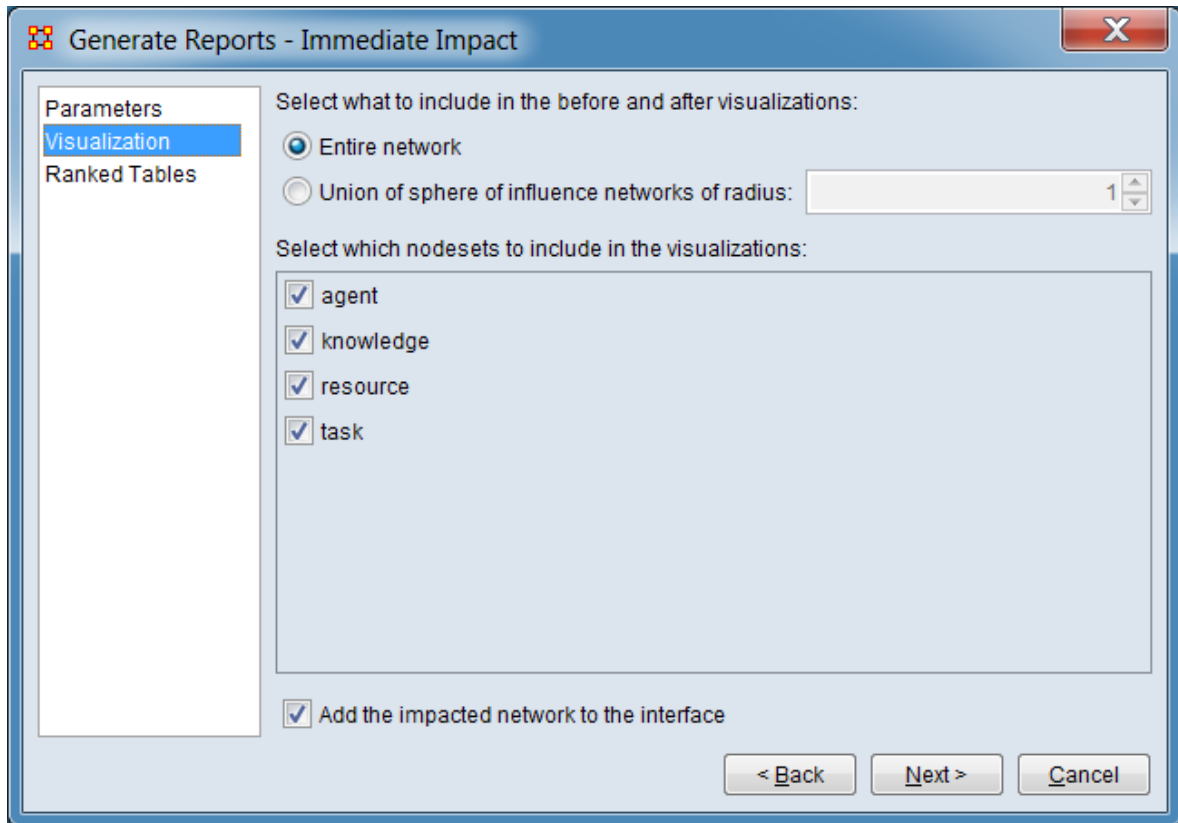 Generate Reports - Immediate Impact
X
Parameters
Visualization
Ranked Tables
Select what to include in the before and after visualizations:
Entire network
Union of sphere of influence networks of radius: 1
Select which nodesets to include in the visualizations:
agent
knowledge
resource
task
Add the impacted network to the interface
< Back Next > Cancel